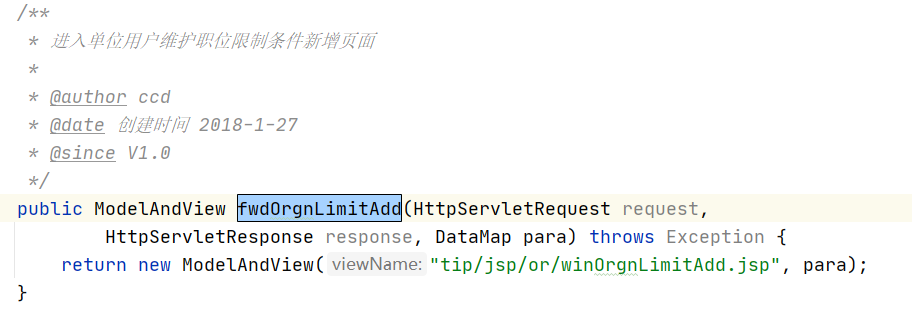 /**
 * 进入单位用户维护职位限制条件新增页面
 *
 * @author ccd
 * @date 创建时间 2018-1-27
 * @since V1.0
 */
public ModelAndView fwdOrgnLimitAdd(HttpServletRequest request,
        HttpServletResponse response, DataMap para) throws Exception {
    return new ModelAndView( viewName: "tip/jsp/or/winOrgnLimitAdd.jsp", para);
}